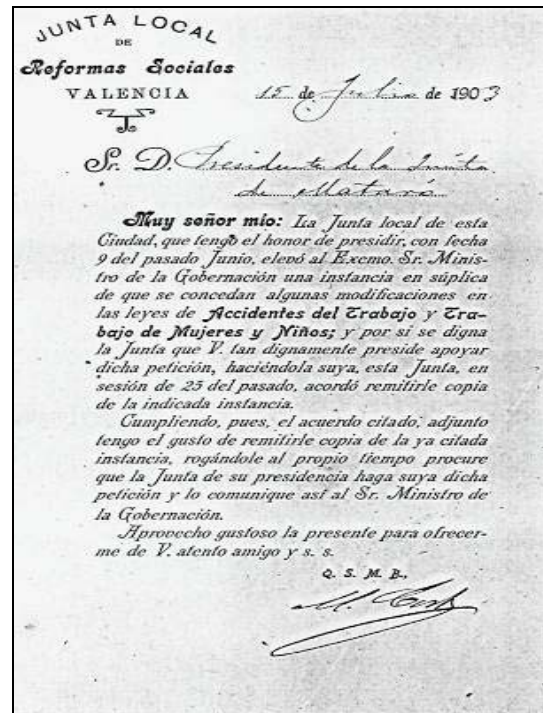 JUNTA LOCAL
DE
Reformas Sociales
VALENCIA
15 de Julio de 1903
Sr. D. Presidente de la Junta
de Mataró
Muy señor mío: La Junta local de esta
Ciudad, que tengo el honor de presidir, con fecha
9 del pasado Junio, elevó al Excmo. Sr. Minis-
tro de la Gobernación una instancia en súplica
de que se concedan algunas modificaciones en
las leyes de Accidentes del Trabajo y Tra-
bajo de Mujeres y Niños; y por si se digna
la Junta que V. tan dignamente preside apoyar
dicha petición, haciéndola suya, esta Junta, en
sesión de 25 del pasado, acordó remitirle copia
de la indicada instancia.
Cumpliendo, pues, el acuerdo citado, adjunto
tengo el gusto de remitirle copia de la ya citada
instancia, rogándole al propio tiempo procure
que la Junta de su presidencia haga suya dicha
petición y lo comunique así al Sr. Ministro de
la Gobernación.
Aprovecho gustoso la presente para ofrecer-
me de V. atento amigo y s. s.
Q. S. M. B.,
M.